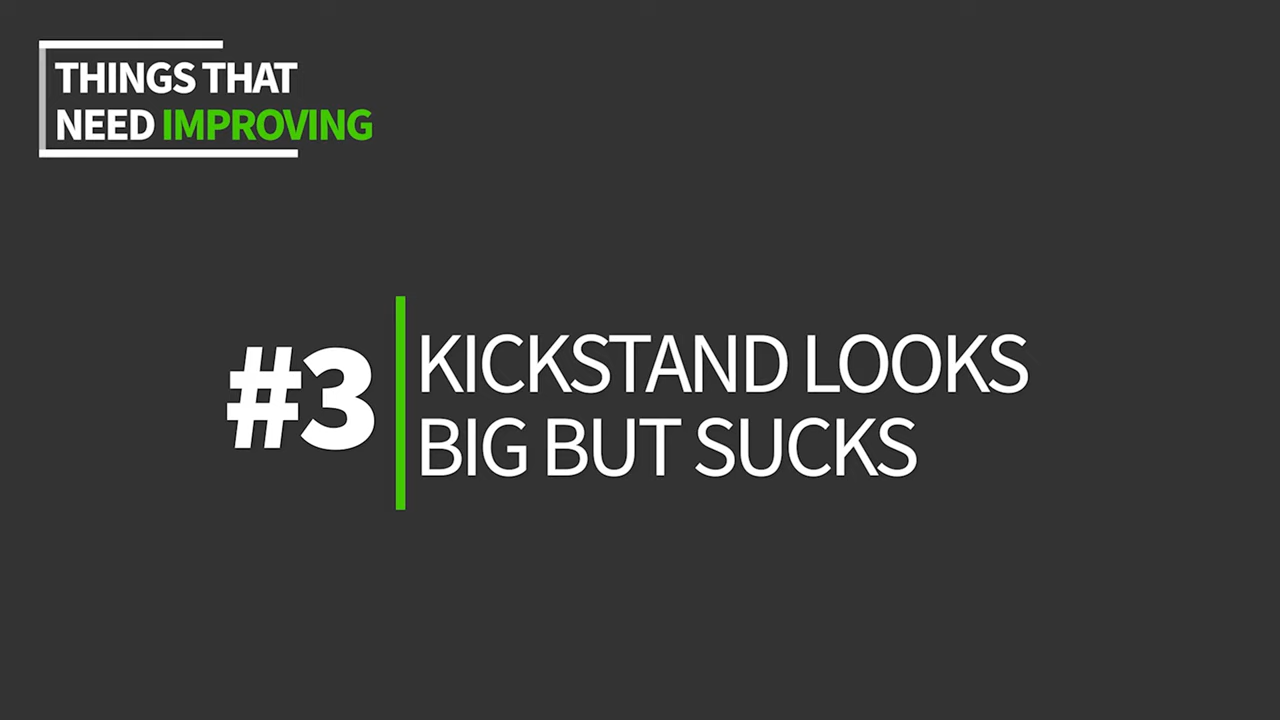 THINGS THAT
NEED IMPROVING
#3
KICKSTAND LOOKS
BIG BUT SUCKS